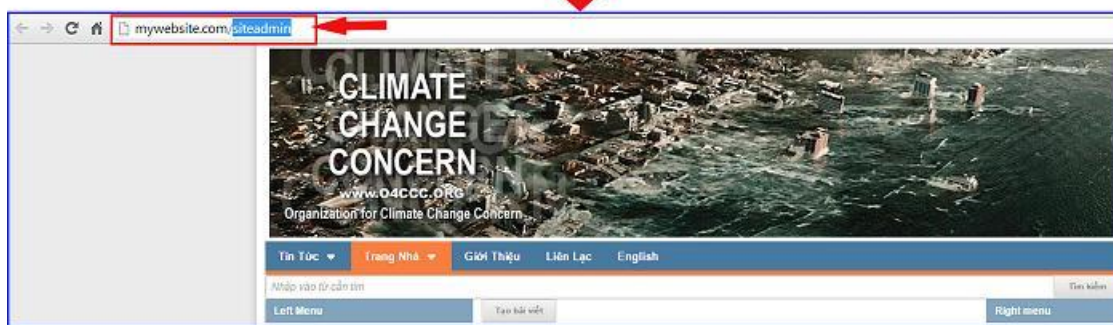 mywebsite.com/siteadmin
CLIMATE
CHANGE
CONCERN
www.O4CCC.ORG
Organization for Climate Change Concern
Tin Tức Trang Nhà Giới Thiệu Liên Lạc English
Nhập vào từ cần tìm Tìm kiếm
Left Menu Tạo bài viết Right menu